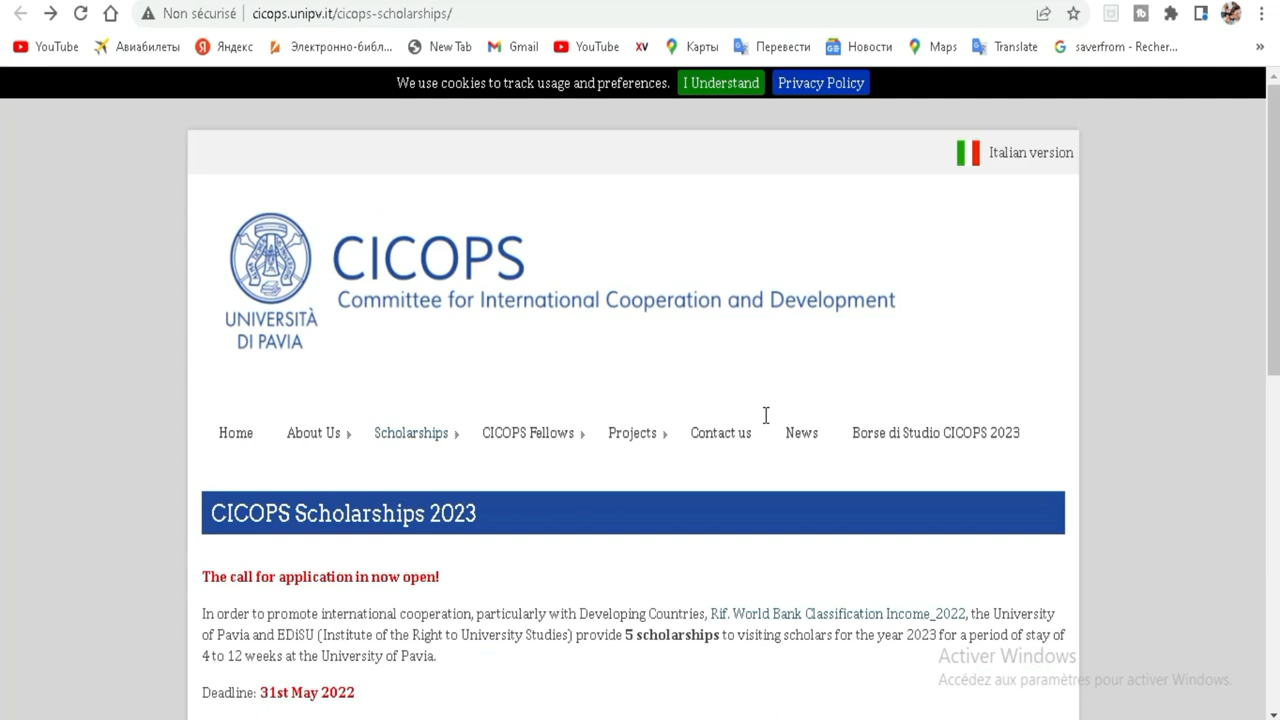 Non sécurisé cicops.unipv.it/cicops-scholarships/
YouTube Авиабилеты Яндекс Электронно-библ... New Tab Gmail YouTube XV Карты Перевести Новости Maps Translate saverfrom - Recher... »
We use cookies to track usage and preferences. I Understand Privacy Policy
Italian version
CICOPS
Committee for International Cooperation and Development
UNIVERSITÀ
DI PAVIA
Home About Us Scholarships CICOPS Fellows Projects Contact us News Borse di Studio CICOPS 2023
CICOPS Scholarships 2023
The call for application in now open!
In order to promote international cooperation, particularly with Developing Countries, Rif. World Bank Classification Income_2022, the University
of Pavia and EDiSU (Institute of the Right to University Studies) provide 5 scholarships to visiting scholars for the year 2023 for a period of stay of
4 to 12 weeks at the University of Pavia.
Activer Windows
Accédez aux paramètres pour activer Windows.
Deadline: 31st May 2022